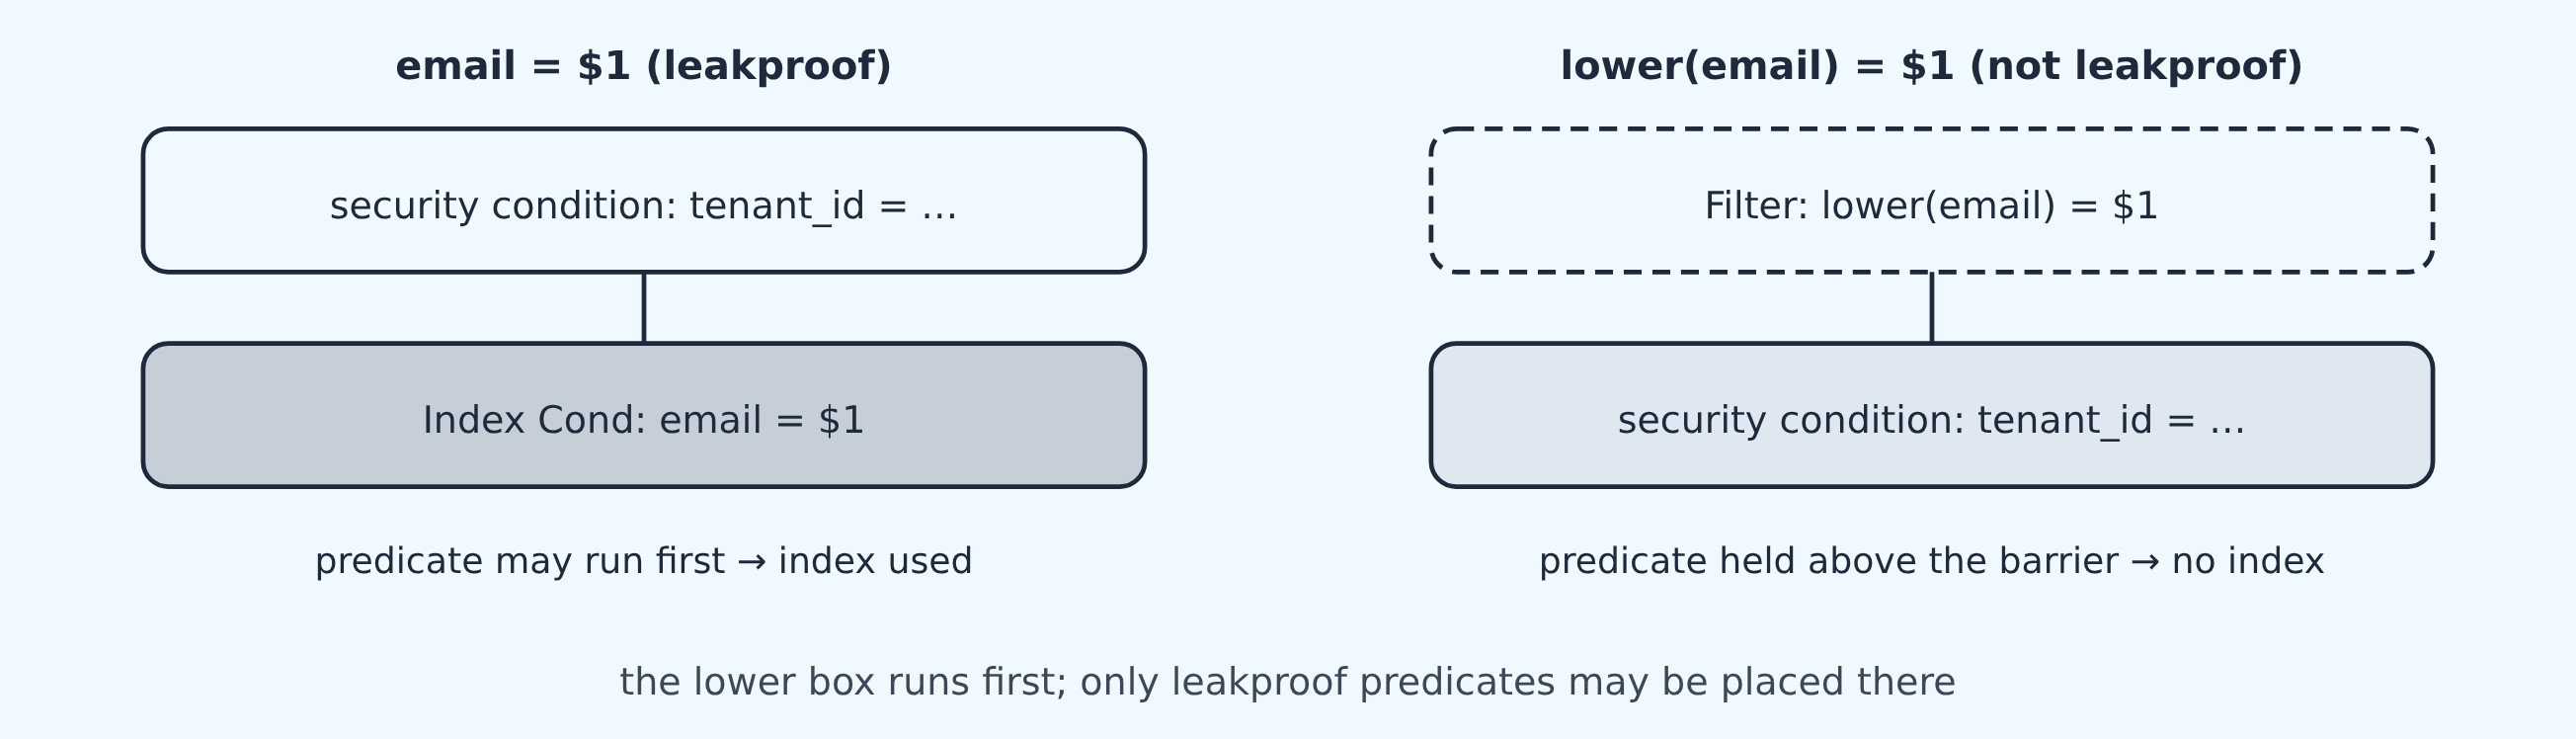 email = $1 (leakproof)
security condition: tenant_id = …
Index Cond: email = $1
predicate may run first → index used
lower(email) = $1 (not leakproof)
Filter: lower(email) = $1
security condition: tenant_id = …
predicate held above the barrier → no index
the lower box runs first; only leakproof predicates may be placed there